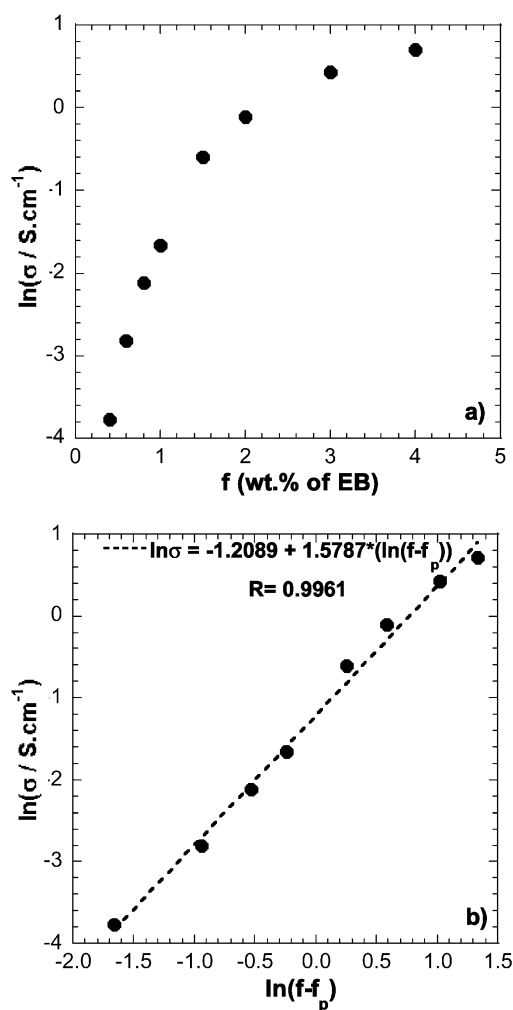 1
0
-1
-2
-3
-4
ln(σ / S.cm⁻¹)
a)
0 1 2 3 4 5
f (wt.% of EB)
1
0
-1
-2
-3
-4
ln(σ / S.cm⁻¹)
lnσ = -1.2089 + 1.5787*(ln(f-fₚ))
R= 0.9961
b)
-2.0 -1.5 -1.0 -0.5 0.0 0.5 1.0 1.5
ln(f-fₚ)